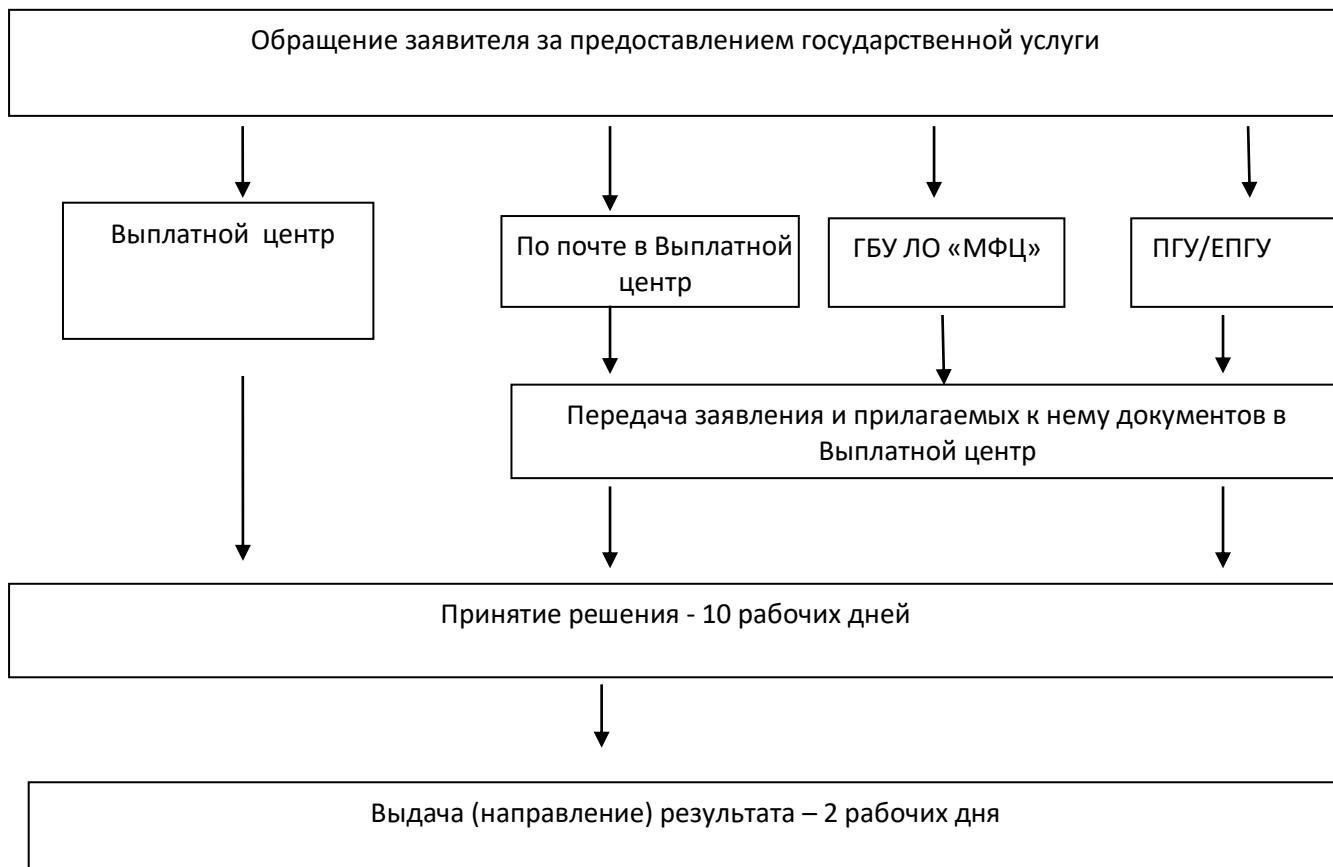 Обращение заявителя за предоставлением государственной услуги
Выплатной центр
По почте в Выплатной
центр
ГБУ ЛО «МФЦ»
ПГУ/ЕПГУ
Передача заявления и прилагаемых к нему документов в
Выплатной центр
Принятие решения - 10 рабочих дней
Выдача (направление) результата – 2 рабочих дня